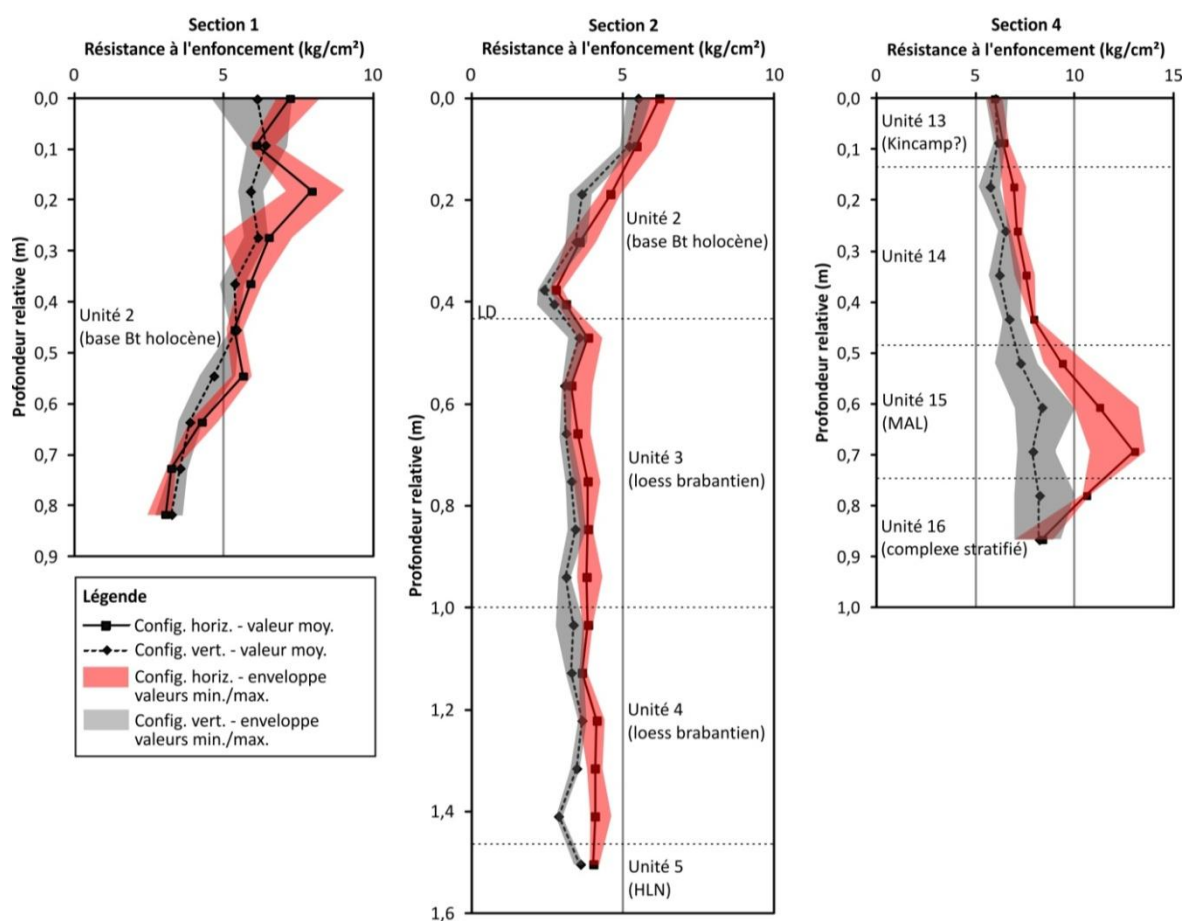 Section 1
Résistance à l'enfoncement (kg/cm²)
0
5
10
Profondeur relative (m)
0,0
0,1
0,2
0,3
0,4
0,5
0,6
0,7
0,8
0,9
Unité 2
(base Bt holocène)
Légende
Config. horiz. - valeur moy.
Config. vert. - valeur moy.
Config. horiz. - enveloppe
valeurs min./max.
Config. vert. - enveloppe
valeurs min./max.
Section 2
Résistance à l'enfoncement (kg/cm²)
0
5
10
Profondeur relative (m)
0,0
0,2
0,4
0,6
0,8
1,0
1,2
1,4
1,6
Unité 2
(base Bt holocène)
LD
Unité 3
(loess brabantien)
Unité 4
(loess brabantien)
Unité 5
(HLN)
Section 4
Résistance à l'enfoncement (kg/cm²)
0
5
10
15
Profondeur relative (m)
0,0
0,1
0,2
0,3
0,4
0,5
0,6
0,7
0,8
0,9
1,0
Unité 13
(Kincamp?)
Unité 14
Unité 15
(MAL)
Unité 16
(complexe stratifié)